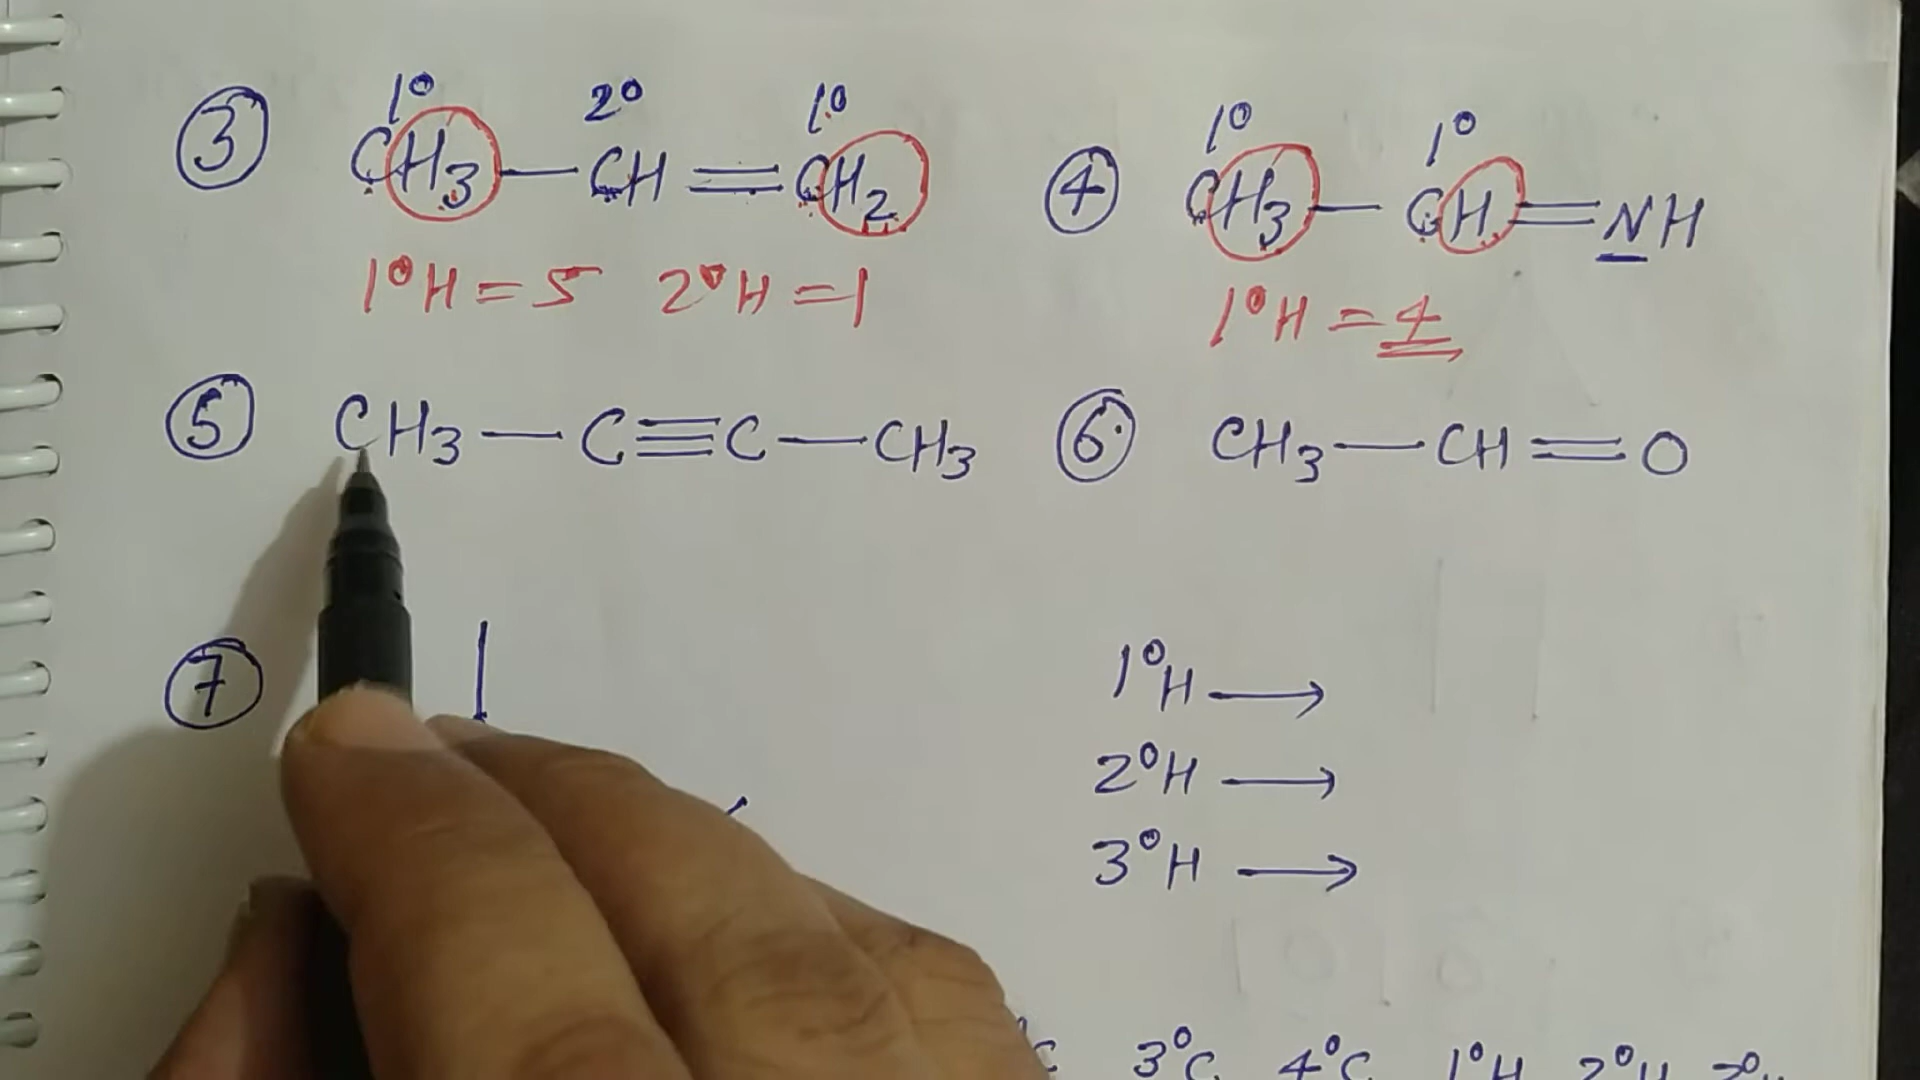 1° 2° 1°
③ CH₃ — CH = CH₂
1°H = 5 2°H = 1
1° 1°
④ CH₃ — CH = NH
1°H = 4
⑤ CH₃ — C ≡ C — CH₃
⑥ CH₃ — CH = O
⑦
1°H →
2°H →
3°H →
3°C 4°C 1°H 2°H